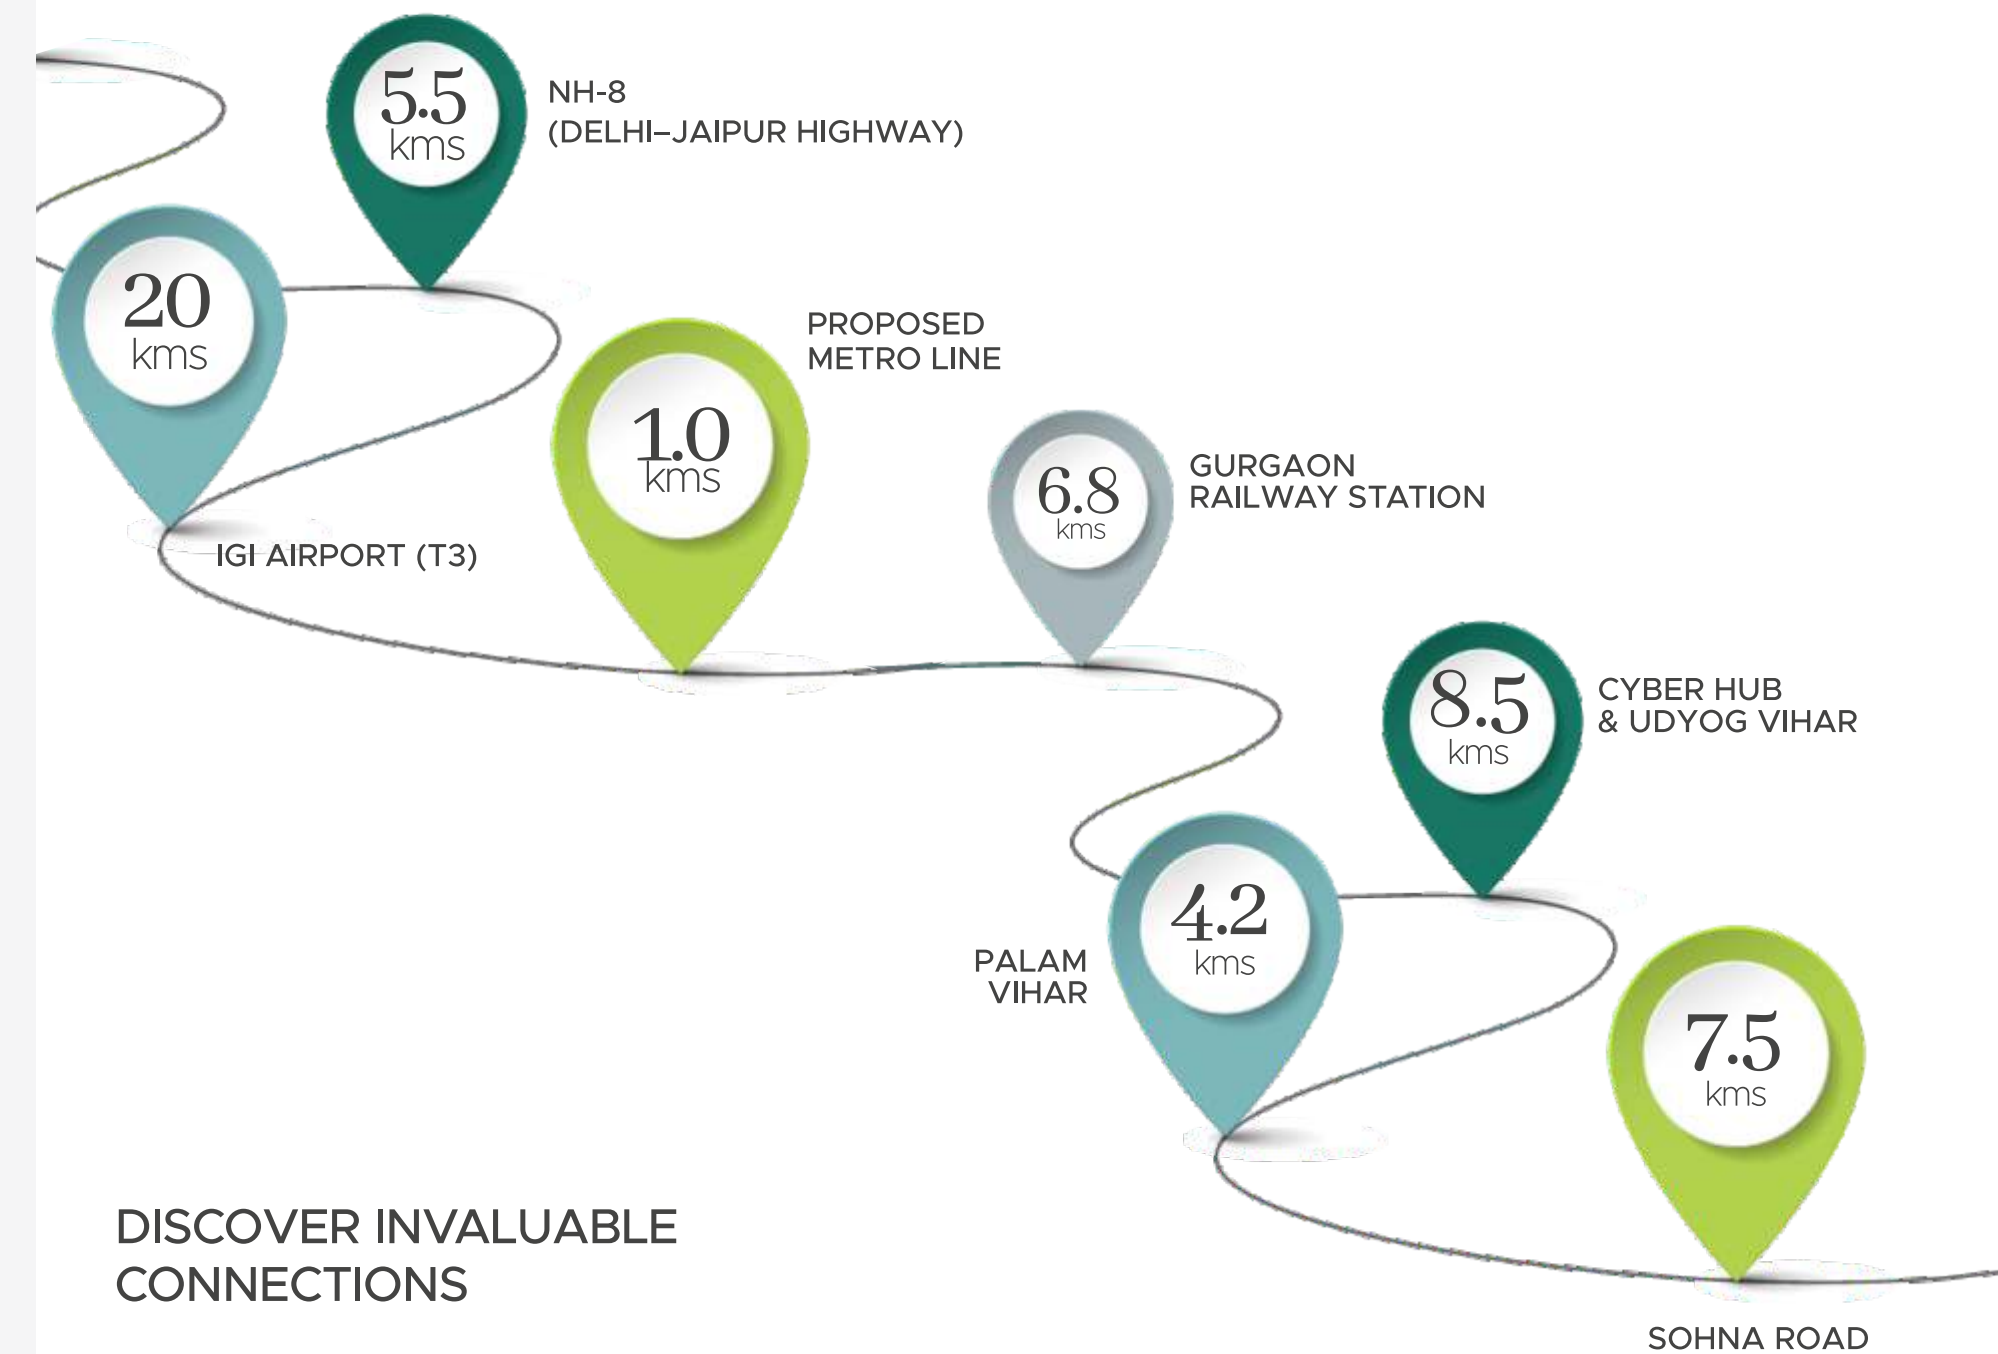 5.5
kms
NH-8
(DELHI–JAIPUR HIGHWAY)
20
kms
IGI AIRPORT (T3)
PROPOSED
METRO LINE
1.0
kms
6.8
kms
GURGAON
RAILWAY STATION
8.5
kms
CYBER HUB
& UDYOG VIHAR
4.2
kms
PALAM
VIHAR
7.5
kms
SOHNA ROAD
DISCOVER INVALUABLE
CONNECTIONS